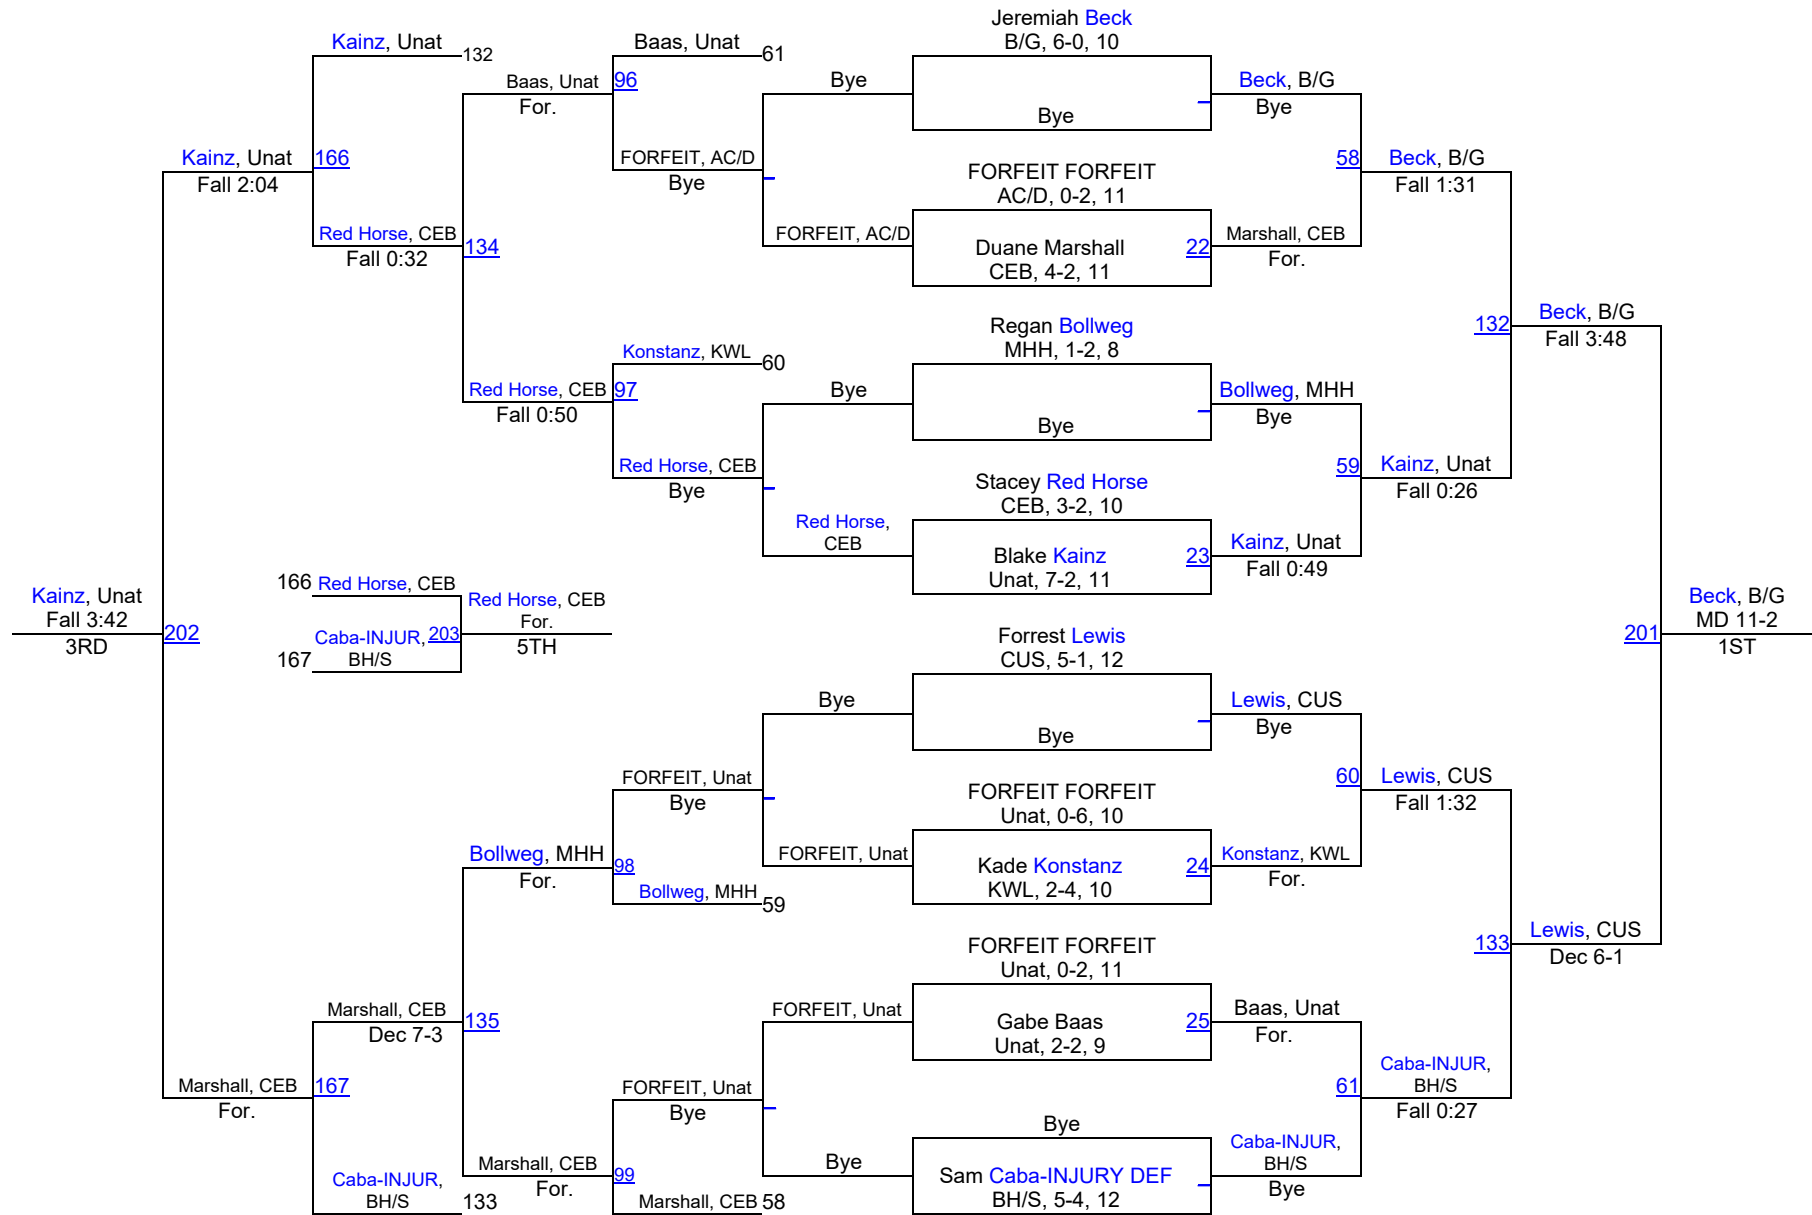 Jeremiah Beck
B/G, 6-0, 10
Bye
Bye
Beck, B/G
Bye
FORFEIT FORFEIT
AC/D, 0-2, 11
FORFEIT, AC/D
Duane Marshall
CEB, 4-2, 11
22
Marshall, CEB
For.
58
Beck, B/G
Fall 1:31
Regan Bollweg
MHH, 1-2, 8
Bye
Bye
Bollweg, MHH
Bye
Stacey Red Horse
CEB, 3-2, 10
Red Horse,
CEB
Blake Kainz
Unat, 7-2, 11
23
Kainz, Unat
Fall 0:49
59
Kainz, Unat
Fall 0:26
132
Beck, B/G
Fall 3:48
Forrest Lewis
CUS, 5-1, 12
Bye
Bye
Lewis, CUS
Bye
FORFEIT FORFEIT
Unat, 0-6, 10
FORFEIT, Unat
Kade Konstanz
KWL, 2-4, 10
24
Konstanz, KWL
For.
60
Lewis, CUS
Fall 1:32
FORFEIT FORFEIT
Unat, 0-2, 11
FORFEIT, Unat
Gabe Baas
Unat, 2-2, 9
25
Baas, Unat
For.
Bye
Bye
Sam Caba-INJURY DEF
BH/S, 5-4, 12
Caba-INJUR,
BH/S
Bye
61
Caba-INJUR,
BH/S
Fall 0:27
133
Lewis, CUS
Dec 6-1
201
Beck, B/G
MD 11-2
1ST
Baas, Unat
61
96
FORFEIT, AC/D
Bye
Baas, Unat
For.
Konstanz, KWL
60
97
Red Horse, CEB
Bye
Red Horse, CEB
Fall 0:50
134
Kainz, Unat
132
Red Horse, CEB
Fall 0:32
166
Kainz, Unat
Fall 2:04
FORFEIT, Unat
Bye
98
Bollweg, MHH
59
Bollweg, MHH
For.
FORFEIT, Unat
Bye
99
Marshall, CEB
58
Marshall, CEB
For.
135
Marshall, CEB
Dec 7-3
Caba-INJUR,
BH/S
133
167
Marshall, CEB
For.
202
Kainz, Unat
Fall 3:42
3RD
166
Red Horse, CEB
167
Caba-INJUR,
BH/S
203
Red Horse, CEB
For.
5TH